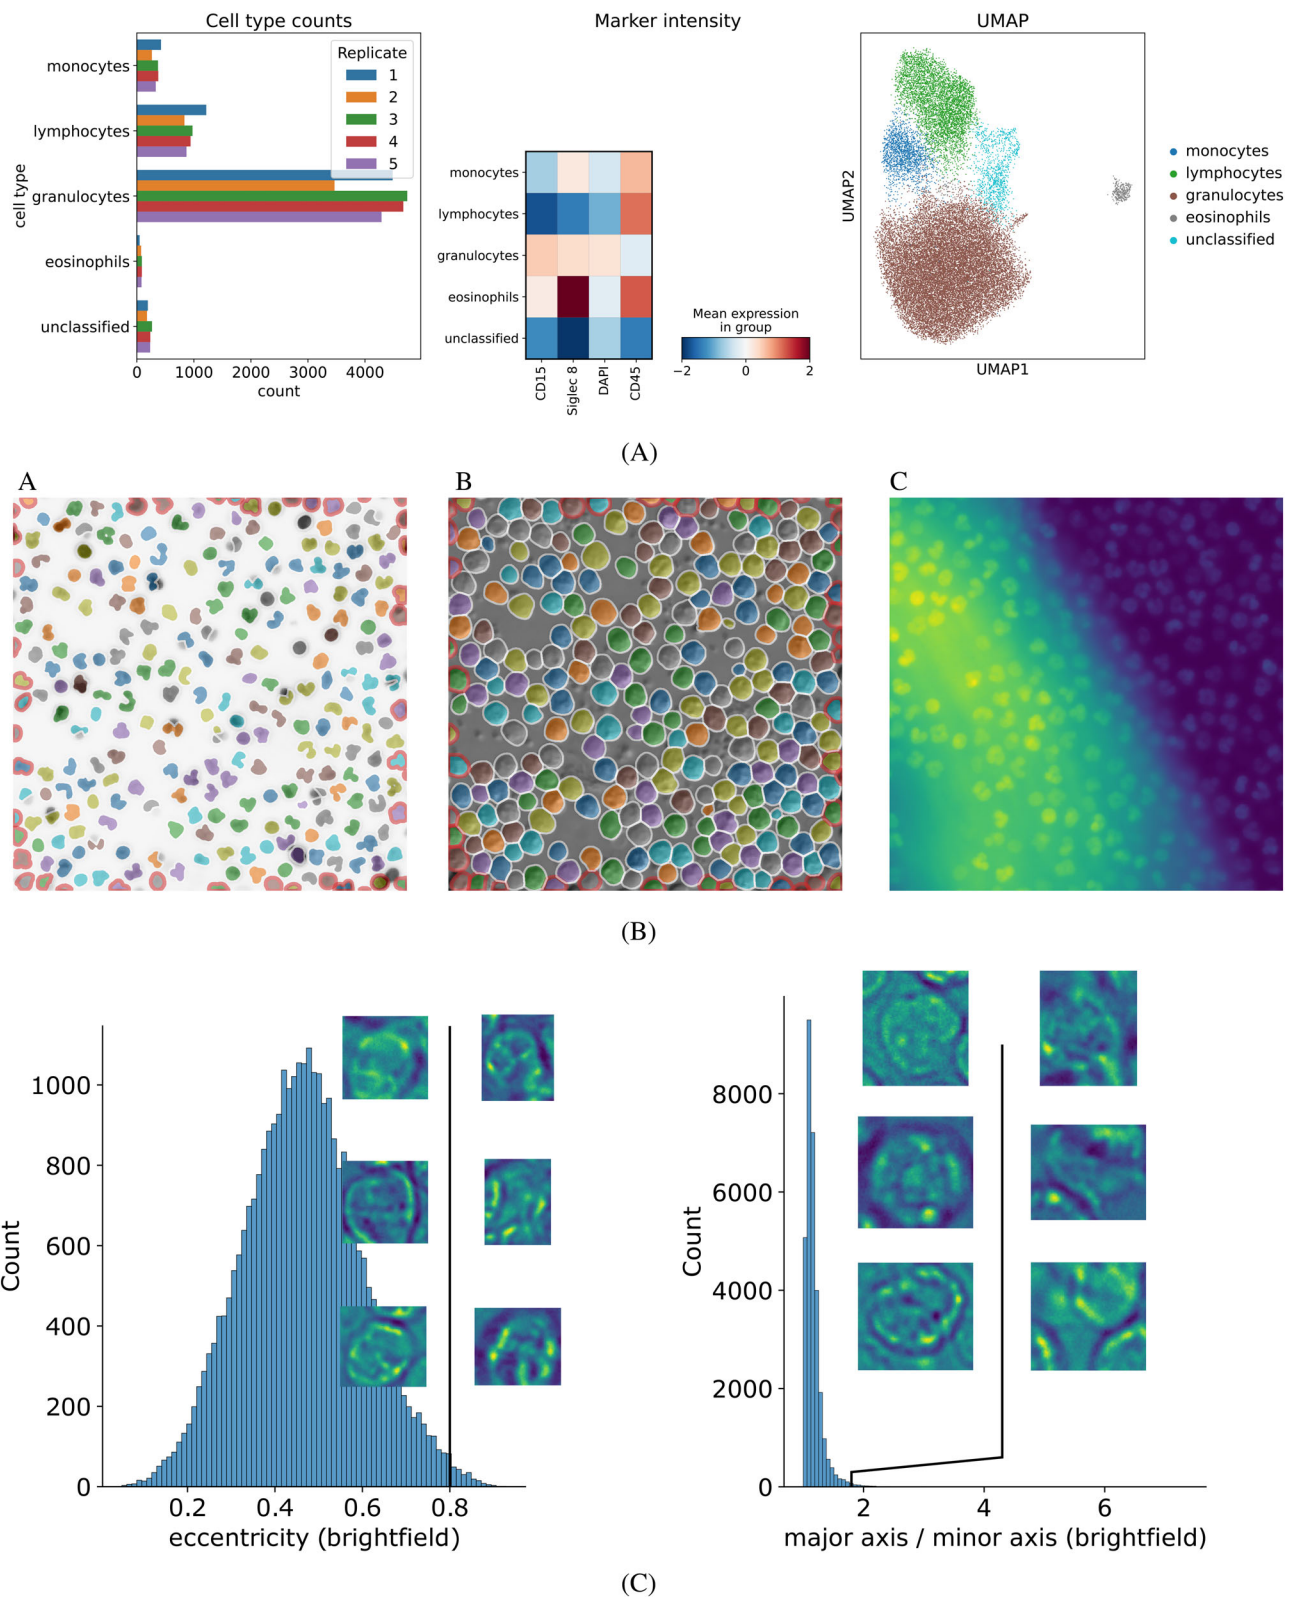 Cell type counts
Marker intensity
UMAP
monocytes
lymphocytes
granulocytes
eosinophils
unclassified
cell type
0 1000 2000 3000 4000
count
Replicate
1
2
3
4
5
monocytes
lymphocytes
granulocytes
eosinophils
unclassified
CD15
Siglec 8
DAPI
CD45
Mean expression
in group
−2 0 2
UMAP2
UMAP1
monocytes
lymphocytes
granulocytes
eosinophils
unclassified
(A)
A B C
(B)
1000
800
600
400
200
0
Count
0.2 0.4 0.6 0.8
eccentricity (brightfield)
8000
6000
4000
2000
0
Count
2 4 6
major axis / minor axis (brightfield)
(C)